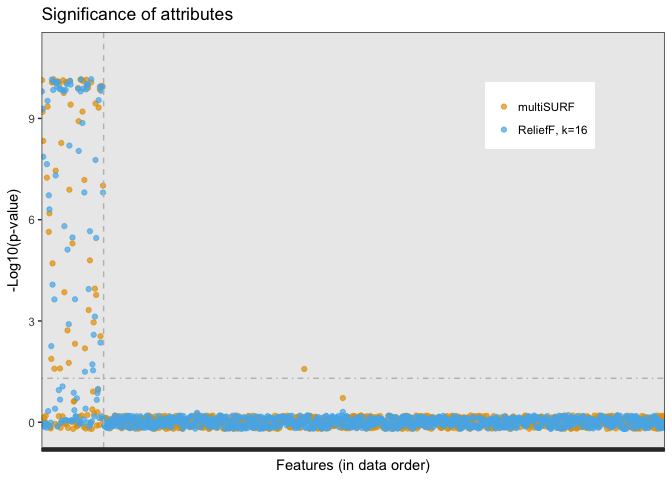 Significance of attributes
9
6
3
0
-Log10(p-value)
multiSURF
ReliefF, k=16
Features (in data order)